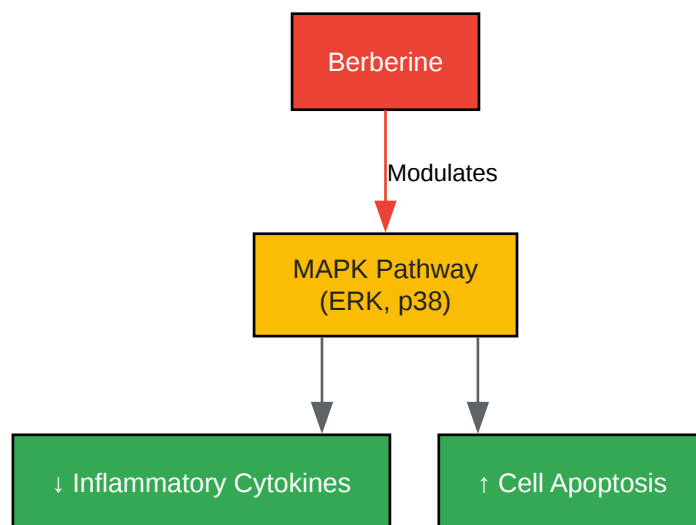 Berberine
Modulates
MAPK Pathway
(ERK, p38)
↓ Inflammatory Cytokines
↑ Cell Apoptosis